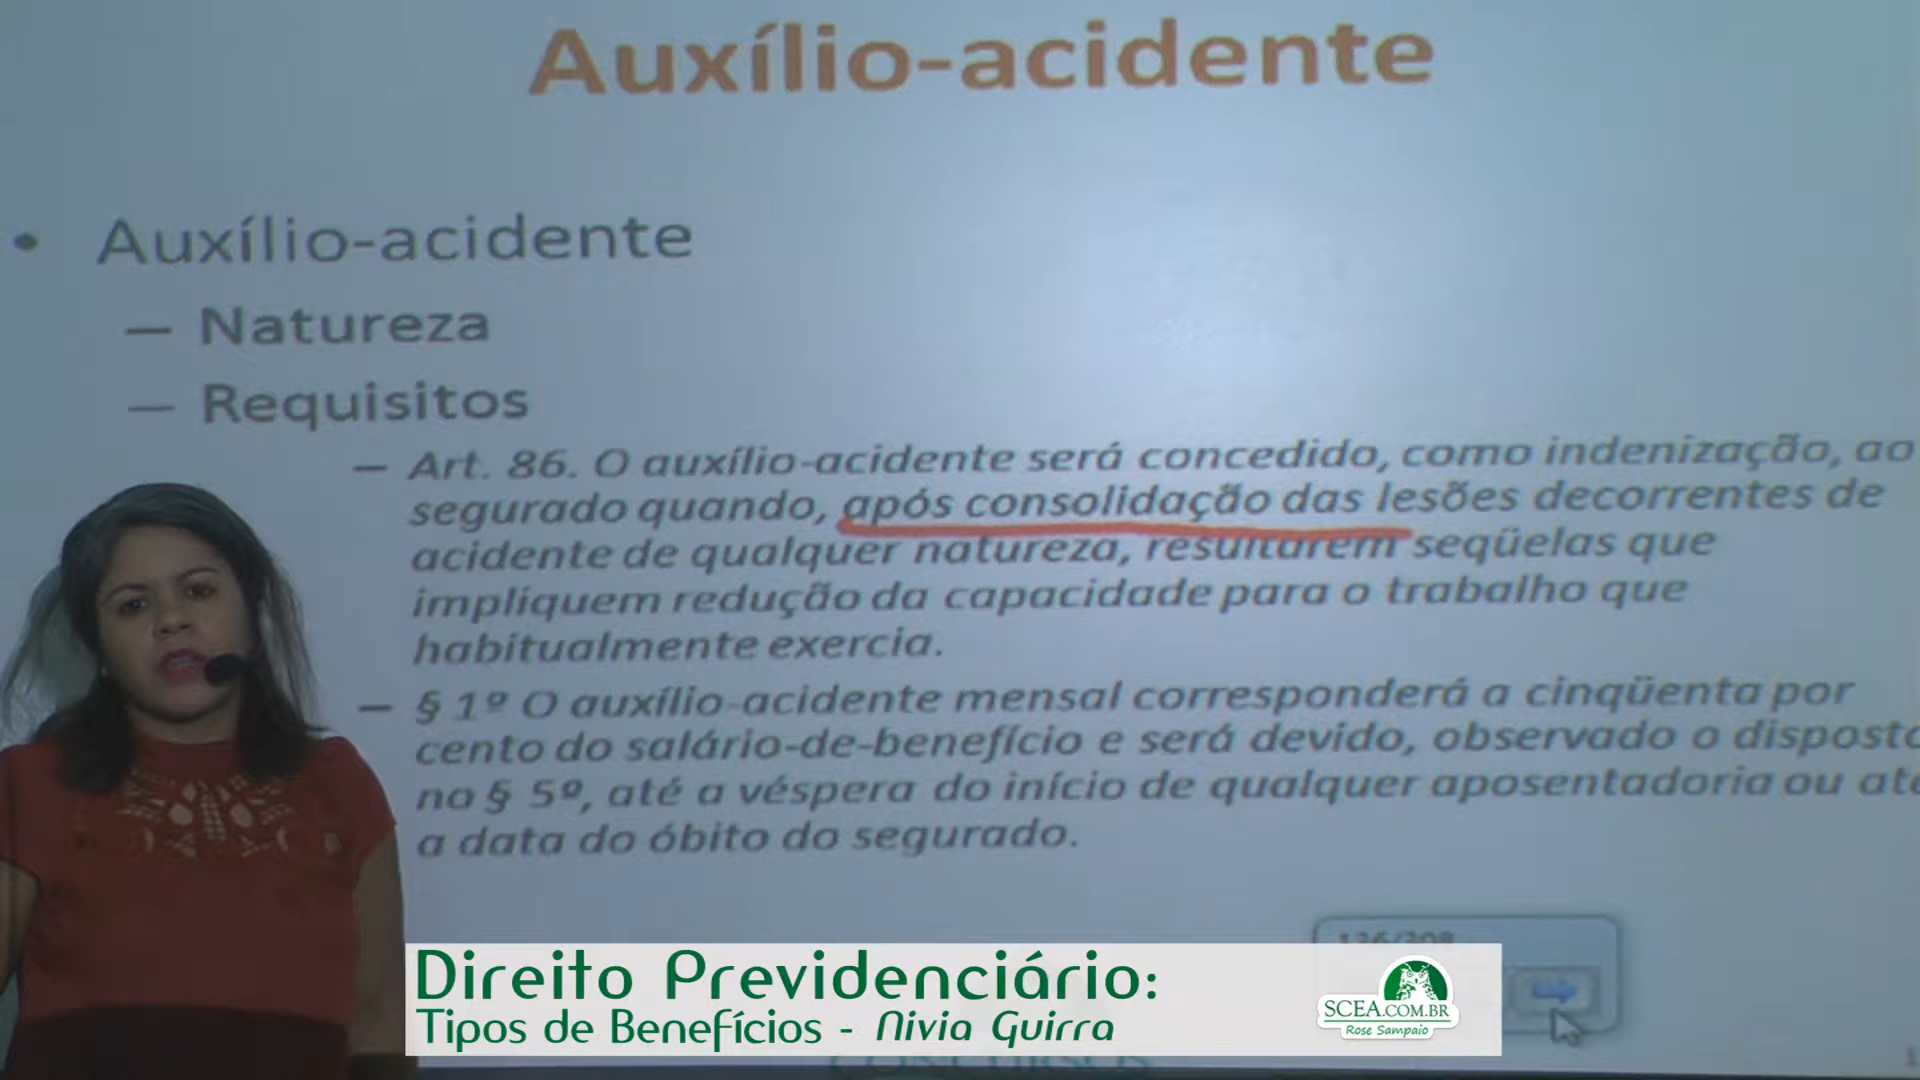 Auxílio-acidente
• Auxílio-acidente
— Natureza
— Requisitos
— Art. 86. O auxílio-acidente será concedido, como indenização, ao
segurado quando, após consolidação das lesões decorrentes de
acidente de qualquer natureza, resultarem seqüelas que
impliquem redução da capacidade para o trabalho que
habitualmente exercia.
— § 1º O auxílio-acidente mensal corresponderá a cinqüenta por
cento do salário-de-benefício e será devido, observado o disposto
no § 5º, até a véspera do início de qualquer aposentadoria ou até
a data do óbito do segurado.
Direito Previdenciário:
Tipos de Benefícios - Nivia Guirra
SCEA.COM.BR
Rose Sampaio